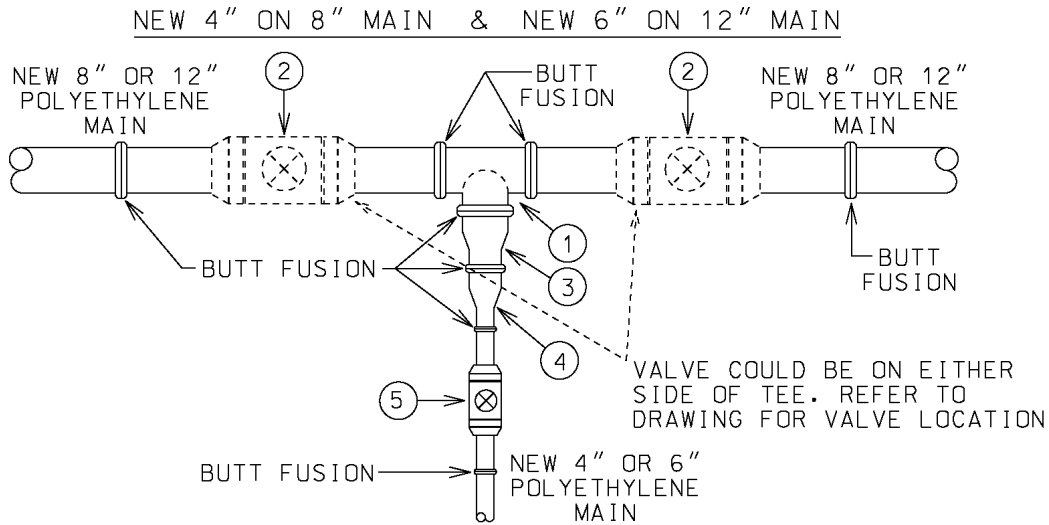 NEW 4" ON 8" MAIN & NEW 6" ON 12" MAIN
NEW 8" OR 12"
POLYETHYLENE
MAIN
2
BUTT
FUSION
2
NEW 8" OR 12"
POLYETHYLENE
MAIN
1
BUTT FUSION
3
BUTT
FUSION
4
VALVE COULD BE ON EITHER
SIDE OF TEE. REFER TO
DRAWING FOR VALVE LOCATION
5
BUTT FUSION
NEW 4" OR 6"
POLYETHYLENE
MAIN